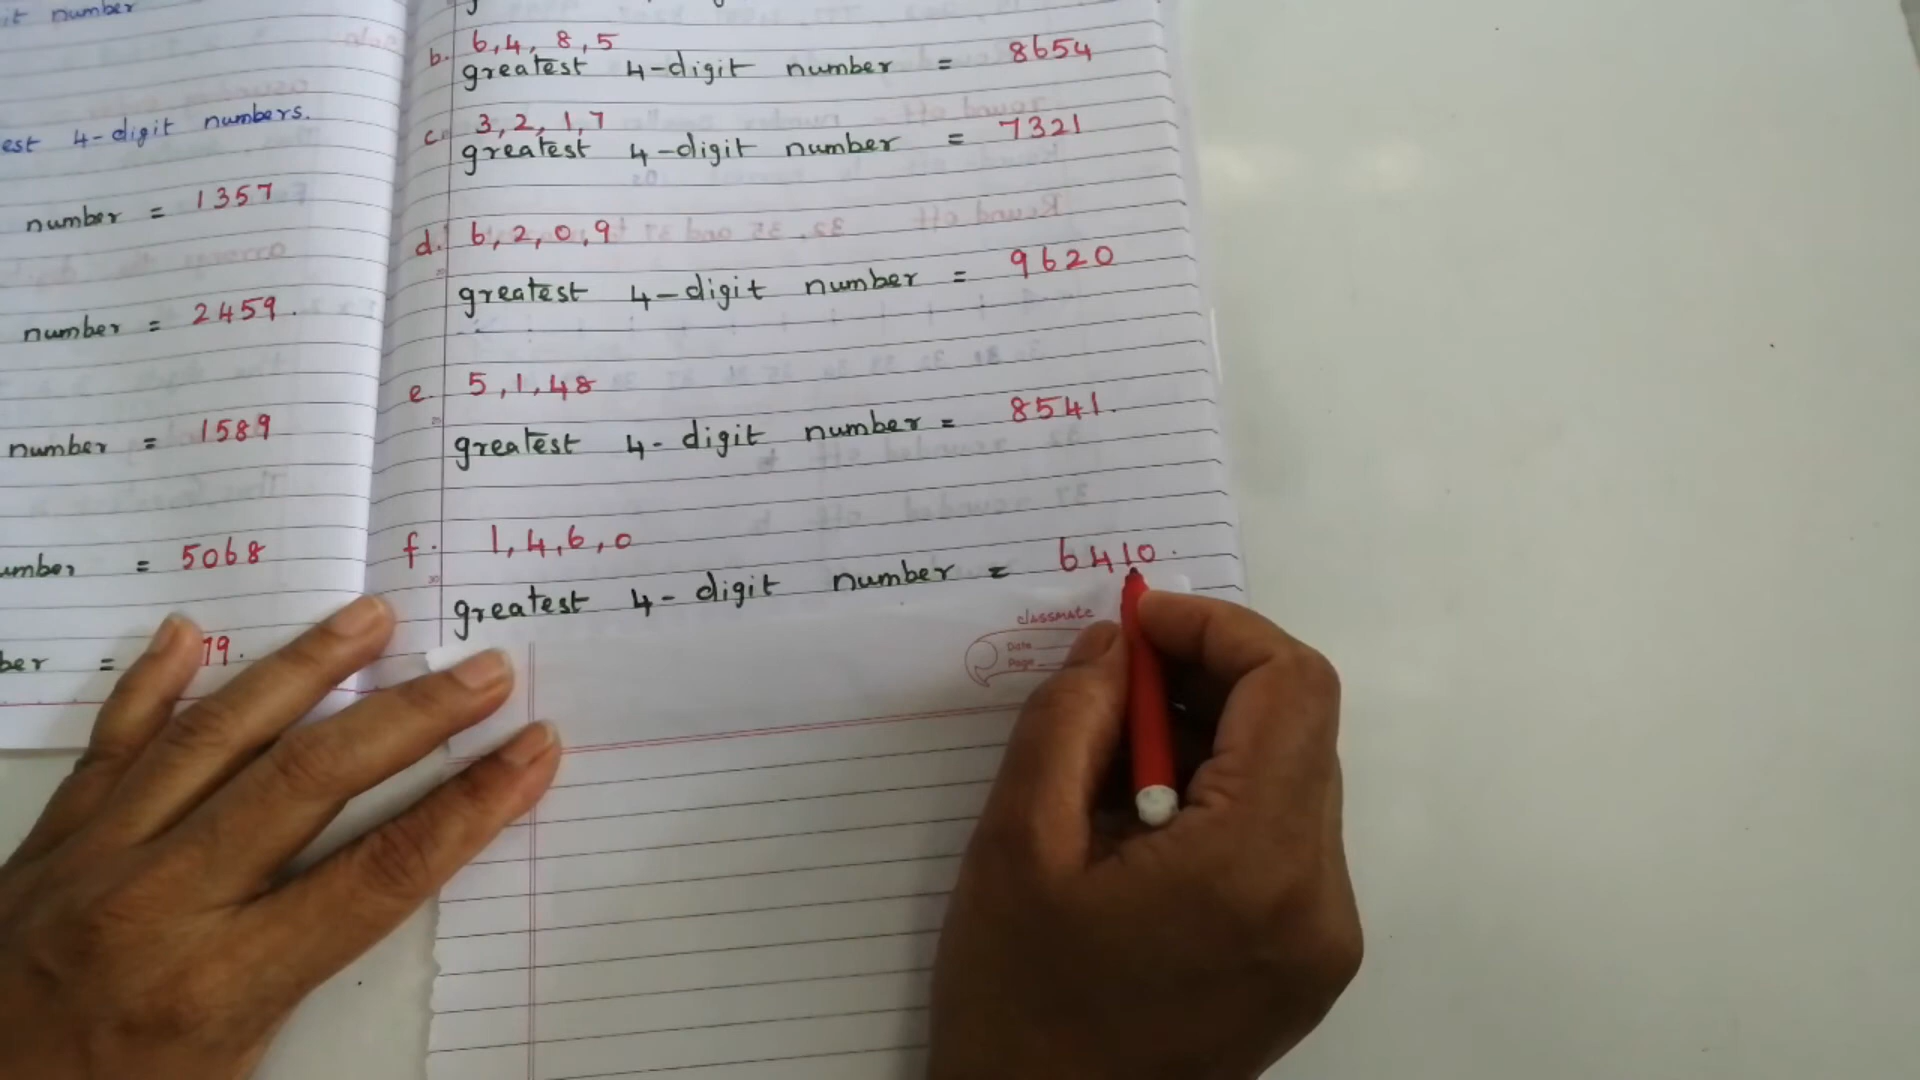 it number
est 4-digit numbers.
number = 1357
number = 2459.
number = 1589
umber = 5068
ber = 79.
b. 6,4, 8,5
greatest 4-digit number = 8654
c. 3,2,1,7
greatest 4-digit number = 7321
d. 6,2,0,9
greatest 4-digit number = 9620
e. 5,1,48
greatest 4-digit number = 8541.
f. 1,4,6,0
greatest 4-digit number = 6410.
classmate
Date
Page